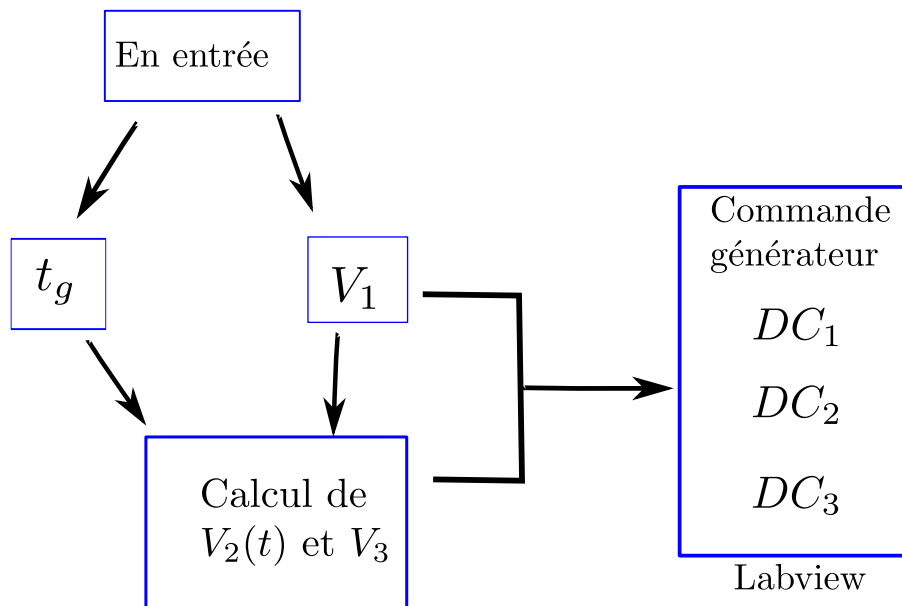 En entrée
t_g
V_1
Calcul de
V_2(t) et V_3
Commande
générateur
DC_1
DC_2
DC_3
Labview